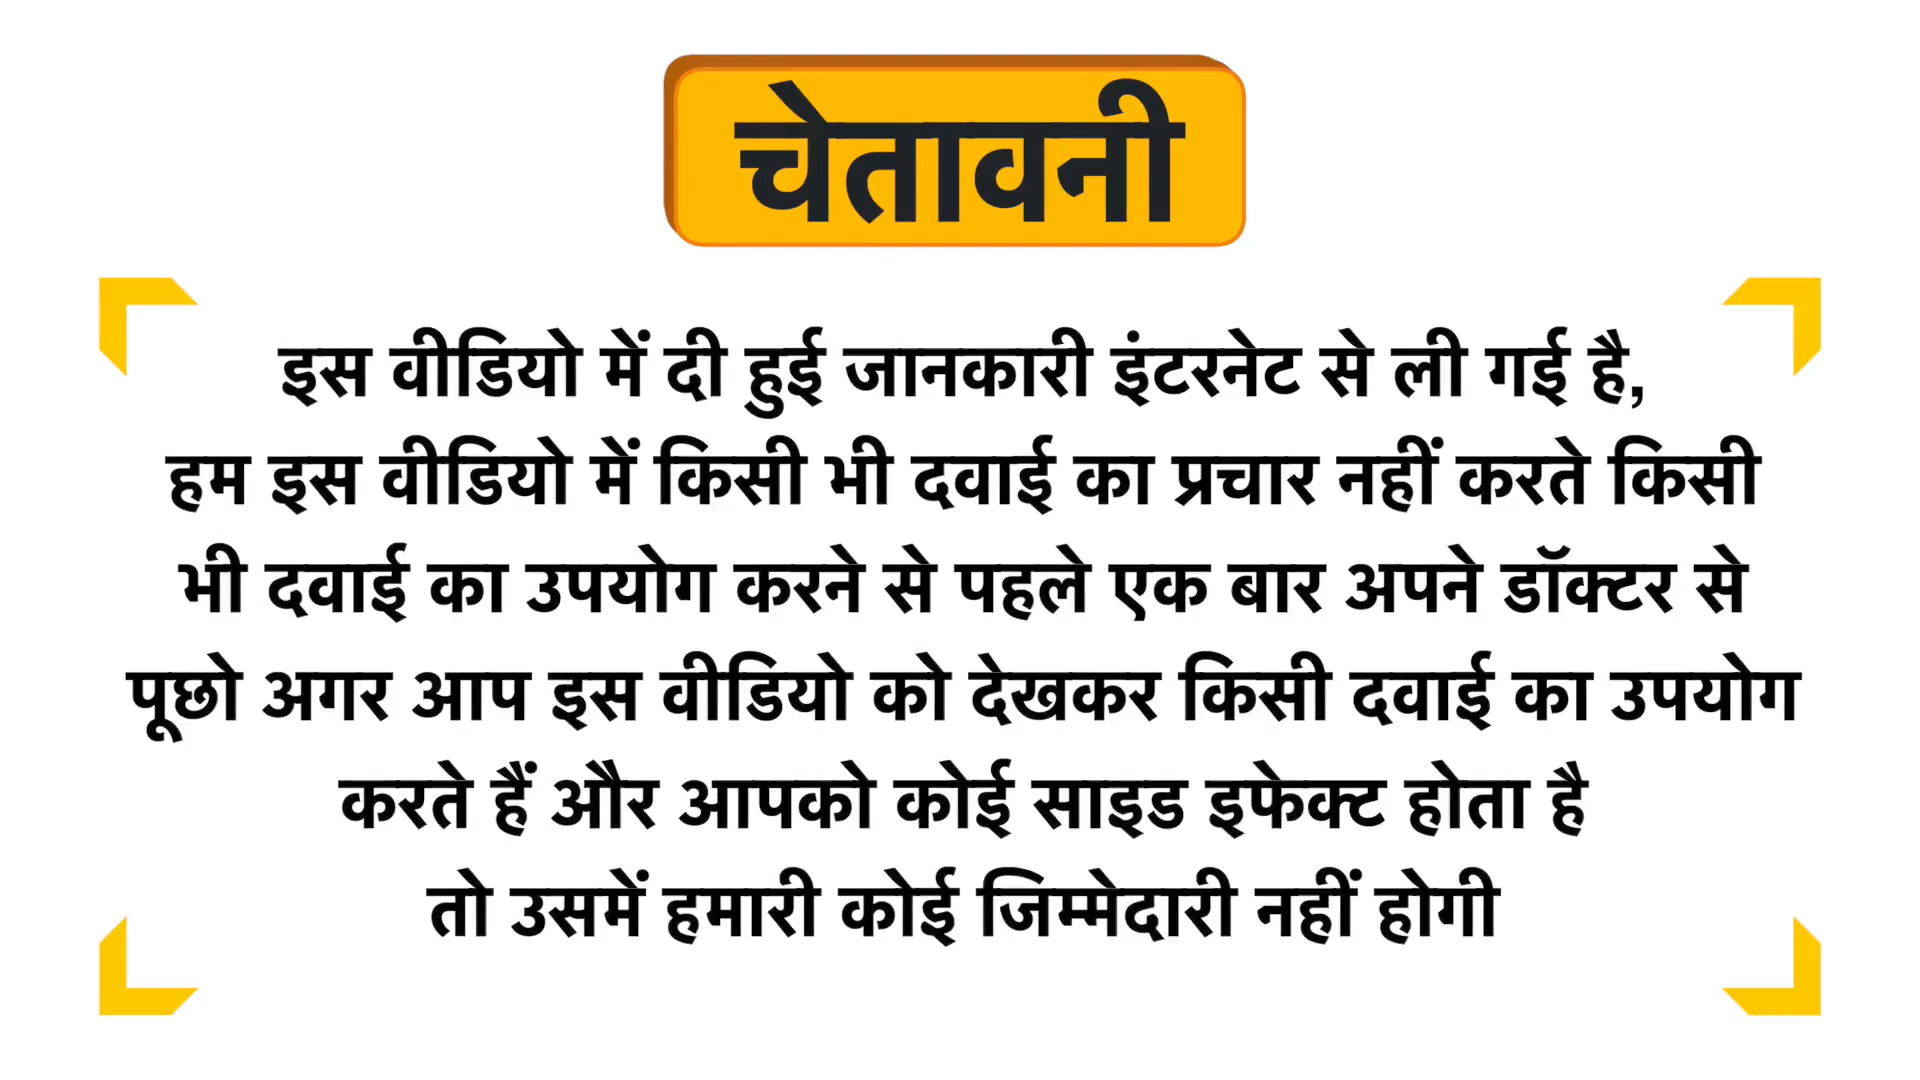 चेतावनी
इस वीडियो में दी हुई जानकारी इंटरनेट से ली गई है,
हम इस वीडियो में किसी भी दवाई का प्रचार नहीं करते किसी
भी दवाई का उपयोग करने से पहले एक बार अपने डॉक्टर से
पूछो अगर आप इस वीडियो को देखकर किसी दवाई का उपयोग
करते हैं और आपको कोई साइड इफेक्ट होता है
तो उसमें हमारी कोई जिम्मेदारी नहीं होगी